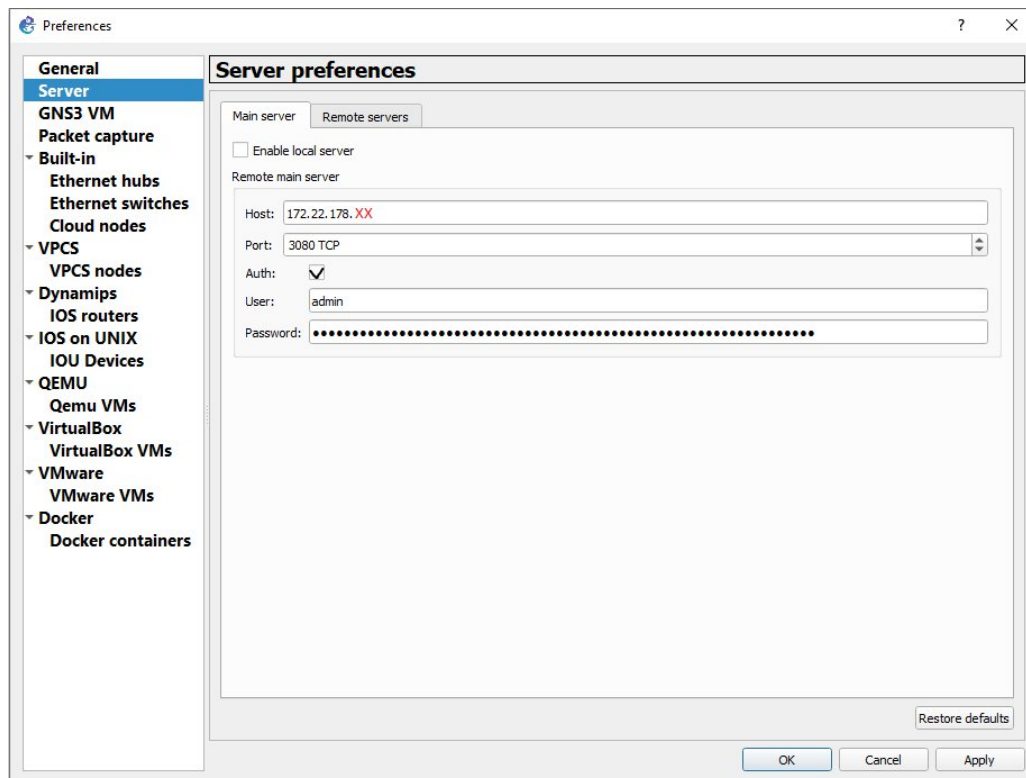 Preferences
?
General
Server
GNS3 VM
Packet capture
Built-in
Ethernet hubs
Ethernet switches
Cloud nodes
VPCS
VPCS nodes
Dynamips
IOS routers
IOS on UNIX
IOU Devices
QEMU
Qemu VMs
VirtualBox
VirtualBox VMs
VMware
VMware VMs
Docker
Docker containers
Server preferences
Main server
Remote servers
Enable local server
Remote main server
Host: 172.22.178.XX
Port: 3080 TCP
Auth:
User: admin
Password:
Restore defaults
OK
Cancel
Apply